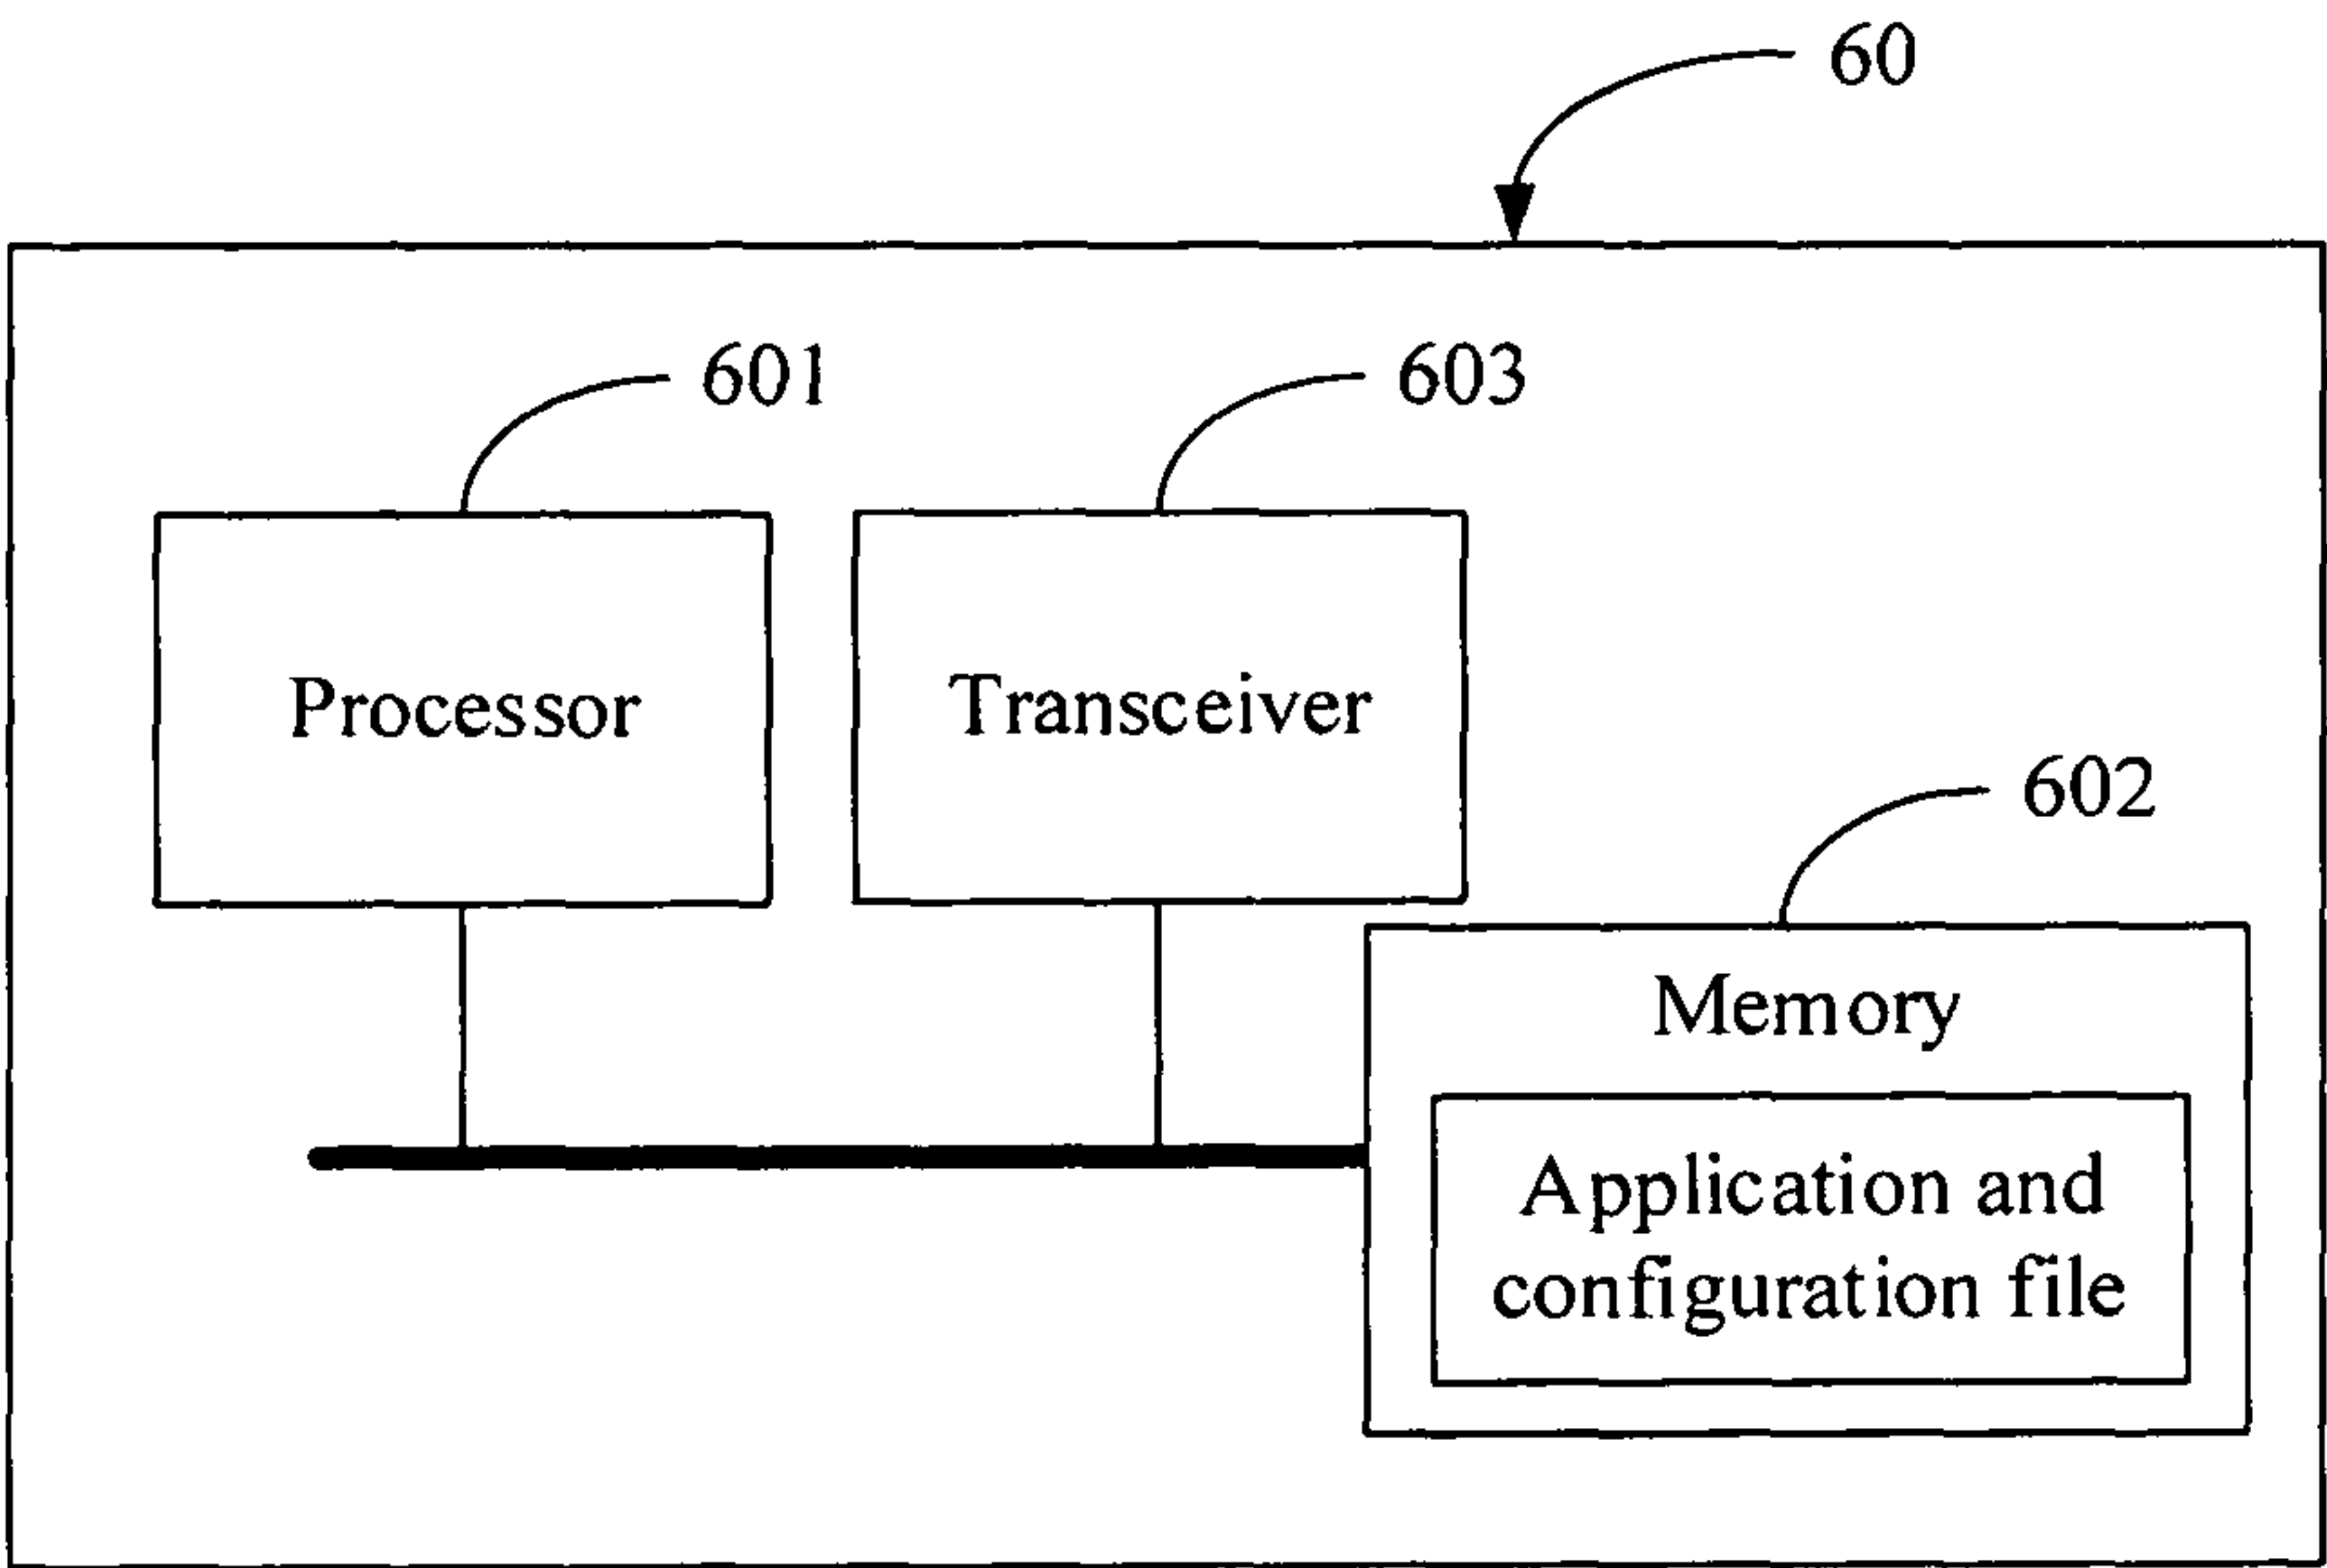 60
601
603
Processor
Transceiver
602
Memory
Application and
configuration file